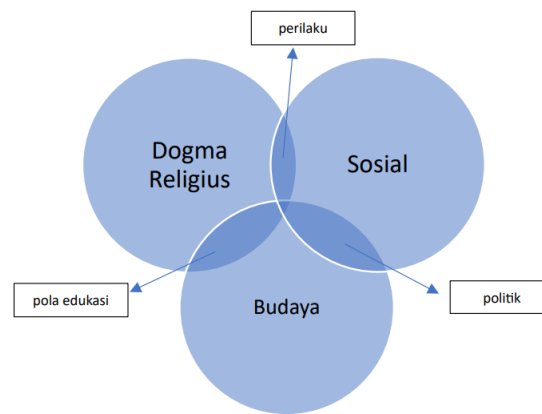 perilaku
Dogma
Religius
Sosial
pola edukasi
Budaya
politik